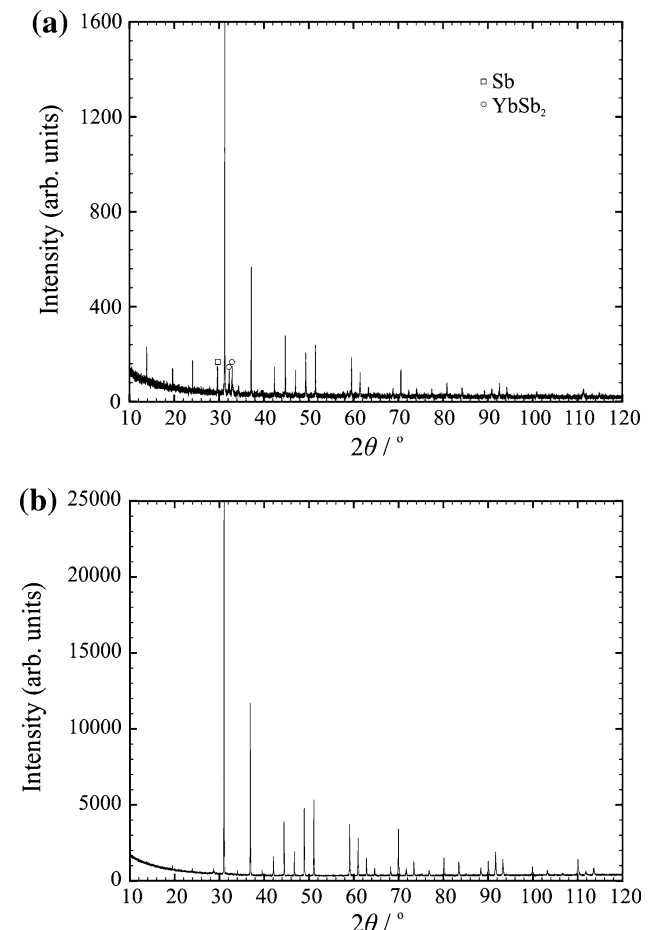 (a)
1600
1200
800
400
0
Intensity (arb. units)
□ Sb
○ YbSb₂
10 20 30 40 50 60 70 80 90 100 110 120
2θ / °
(b)
25000
20000
15000
10000
5000
0
Intensity (arb. units)
10 20 30 40 50 60 70 80 90 100 110 120
2θ / °